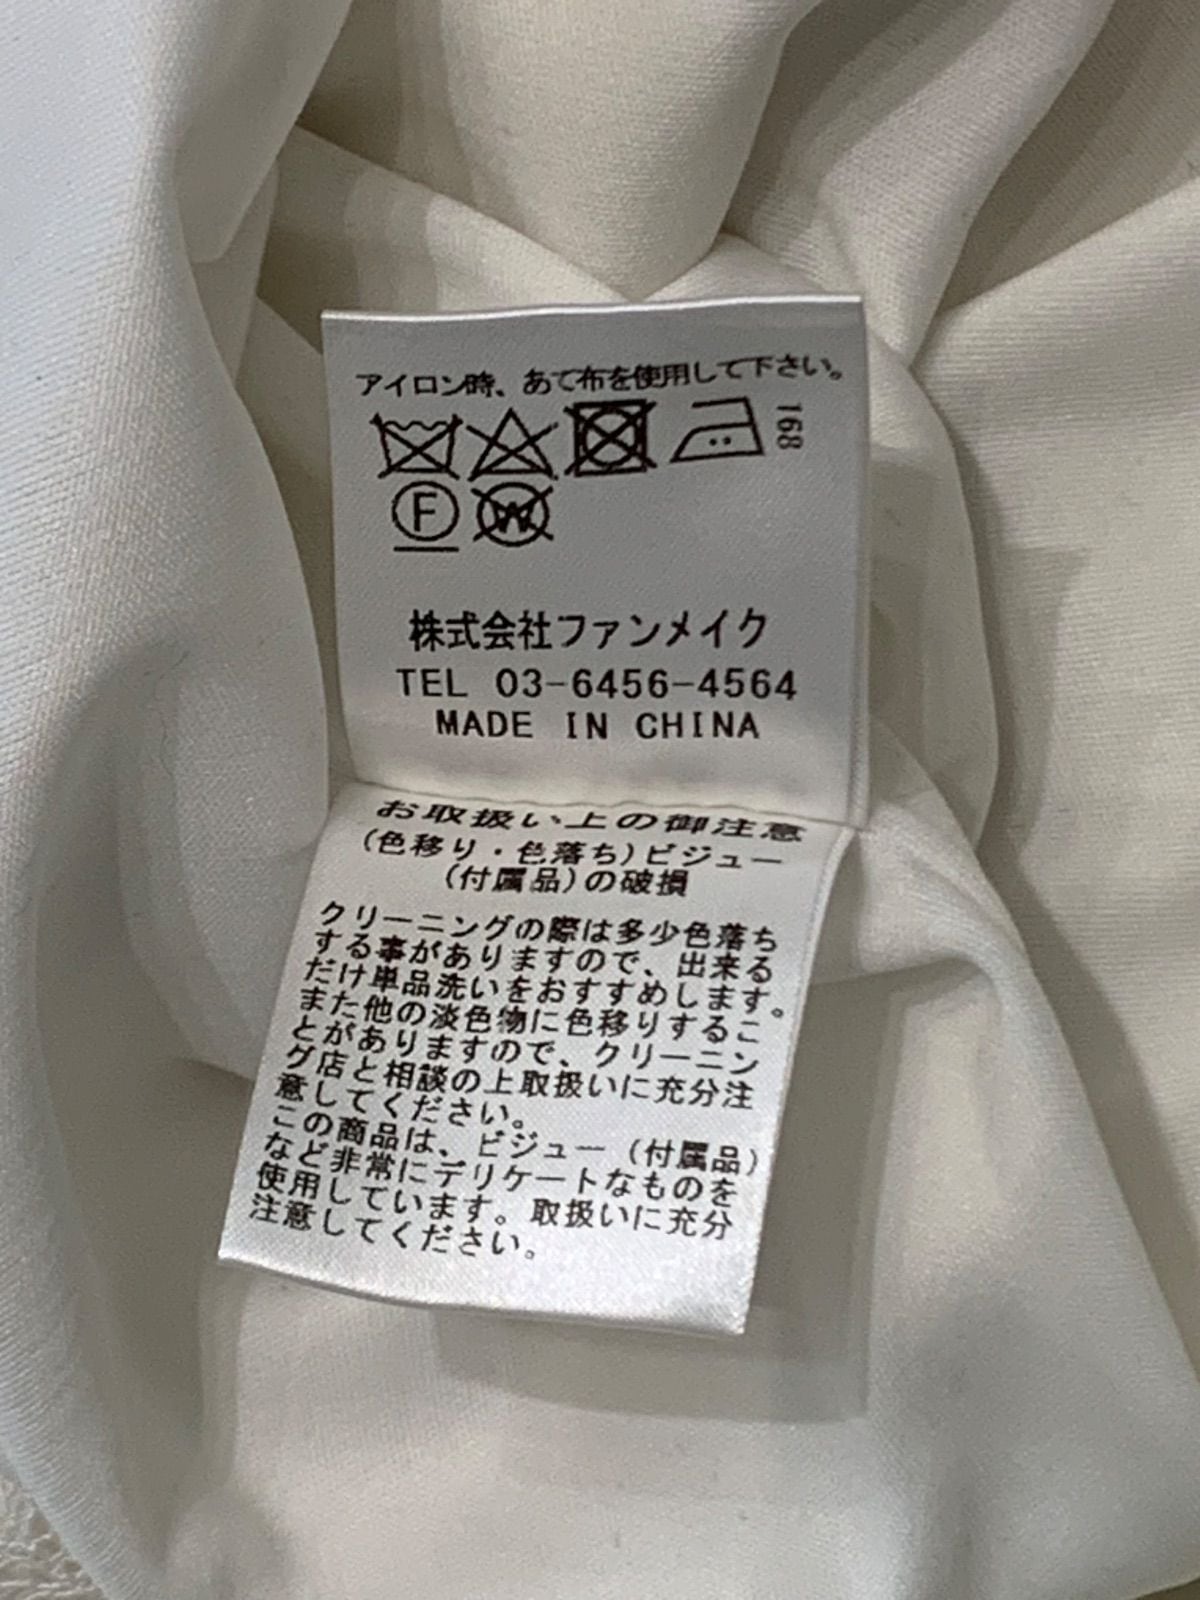 アイロン時、あて布を使用して下さい。
168
F W
株式会社ファンメイク
TEL 03-6456-4564
MADE IN CHINA
お取扱い上の御注意
(色移り・色落ち)ビジュー
(付属品)の破損
クリーニングの際は多少色落ち
する事がありますので、出来る
だけ単品洗いをおすすめします。
また他の淡色物に色移りするこ
とがありますので、クリーニン
グ店と相談の上取扱いに充分注
意してください。
この商品は、ビジュー(付属品)
など非常にデリケートなものを
使用しています。取扱いに充分
注意してください。